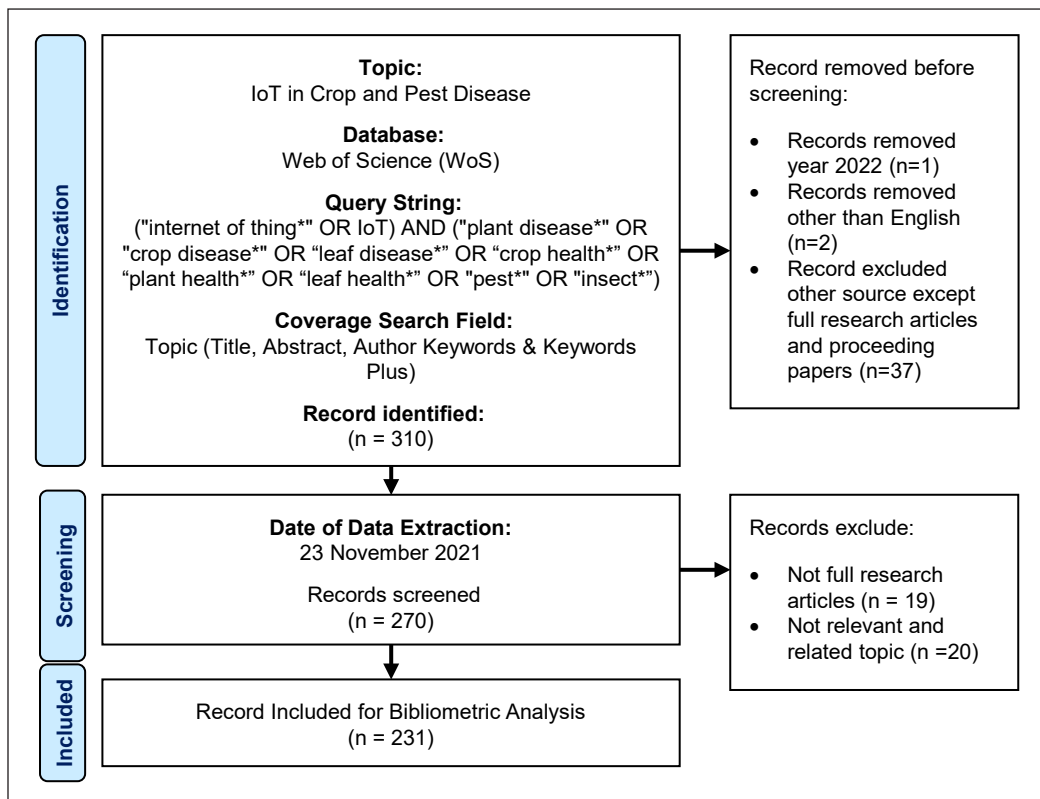 Identification
Topic:
IoT in Crop and Pest Disease
Database:
Web of Science (WoS)
Query String:
("internet of thing*" OR IoT) AND ("plant disease*" OR
"crop disease*" OR “leaf disease*” OR “crop health*” OR
“plant health*” OR “leaf health*” OR "pest*" OR "insect*”)
Coverage Search Field:
Topic (Title, Abstract, Author Keywords & Keywords
Plus)
Record identified:
(n = 310)
Record removed before
screening:
• Records removed
year 2022 (n=1)
• Records removed
other than English
(n=2)
• Record excluded
other source except
full research articles
and proceeding
papers (n=37)
Screening
Date of Data Extraction:
23 November 2021
Records screened
(n = 270)
Records exclude:
• Not full research
articles (n = 19)
• Not relevant and
related topic (n =20)
Included
Record Included for Bibliometric Analysis
(n = 231)